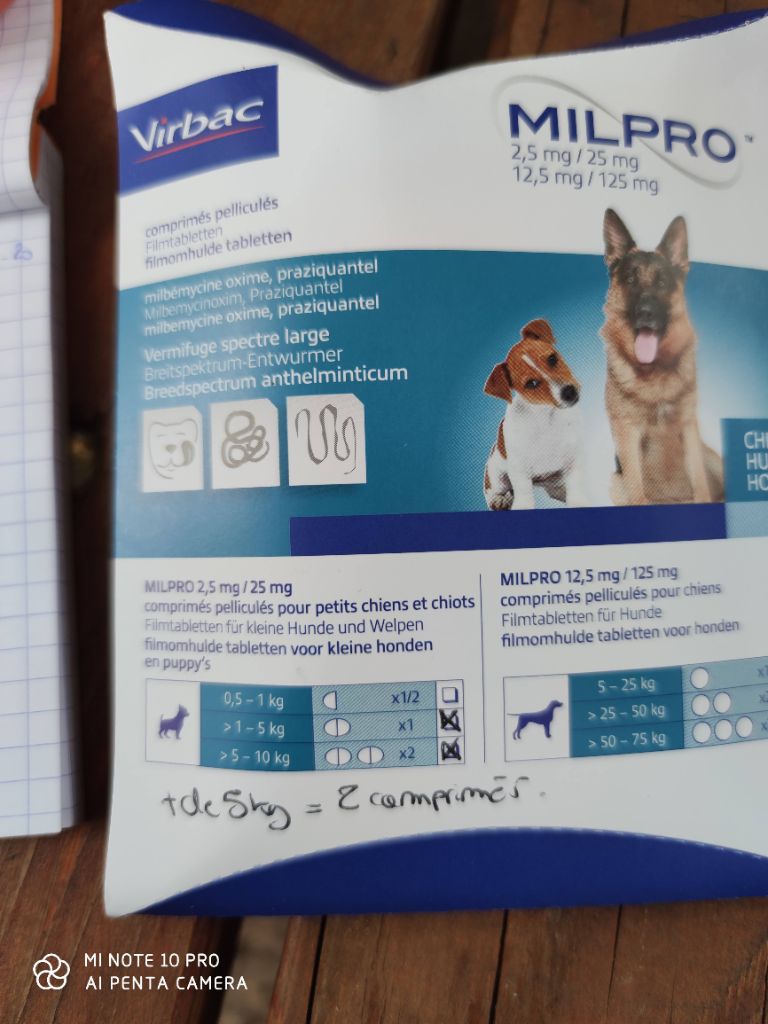 Virbac
MILPRO™
2,5 mg / 25 mg
12,5 mg / 125 mg
comprimés pelliculés
Filmtabletten
filmomhulde tabletten
milbémycine oxime, praziquantel
Milbemycinoxim, Praziquantel
milbemycine oxime, praziquantel
Vermifuge spectre large
Breitspektrum-Entwurmer
Breedspectrum anthelminticum
CH
HU
HO
MILPRO 2,5 mg / 25 mg
comprimés pelliculés pour petits chiens et chiots
Filmtabletten für kleine Hunde und Welpen
filmomhulde tabletten voor kleine honden
en puppy's
0,5 – 1 kg x1/2
> 1 – 5 kg x1
> 5 – 10 kg x2
MILPRO 12,5 mg / 125 mg
comprimés pelliculés pour chiens
Filmtabletten für Hunde
filmomhulde tabletten voor honden
5 – 25 kg x1
> 25 – 50 kg
> 50 – 75 kg
+ de 5kg = 2 comprimés.
20
MI NOTE 10 PRO
AI PENTA CAMERA